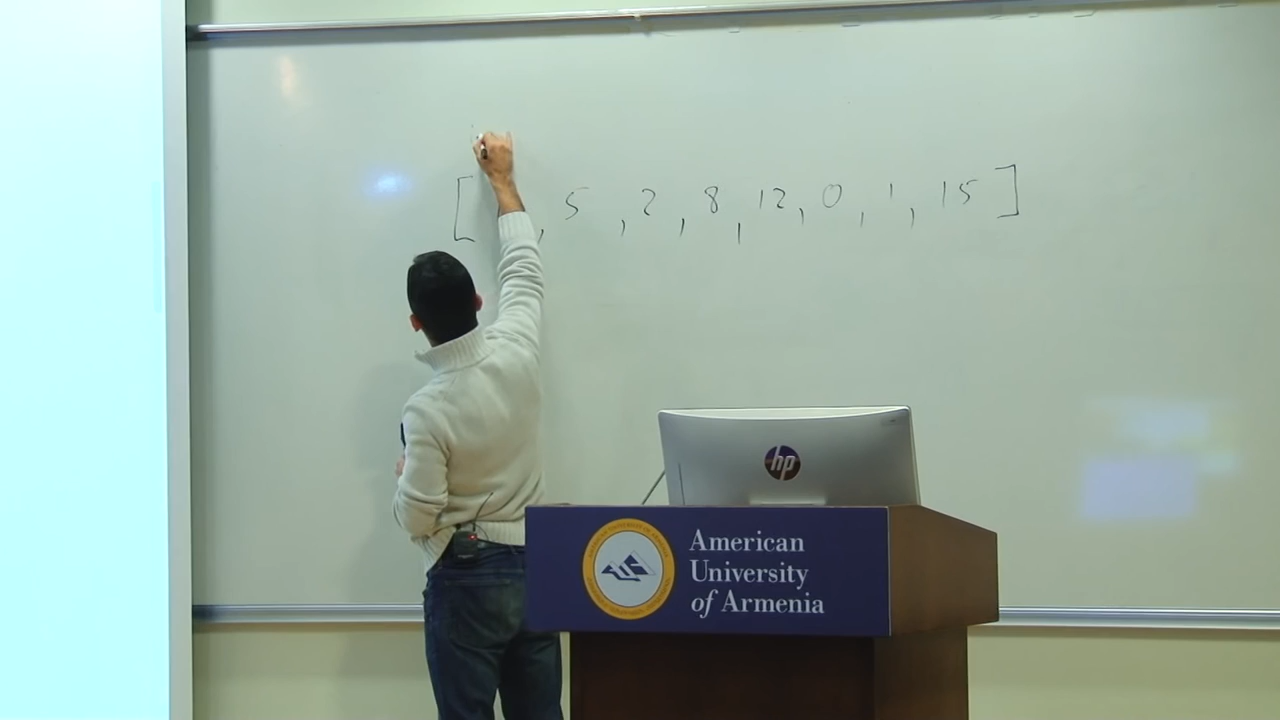 [ , 5 , 2 , 8 , 12 , 0 , 1 , 15 ]
hp
American
University
of Armenia